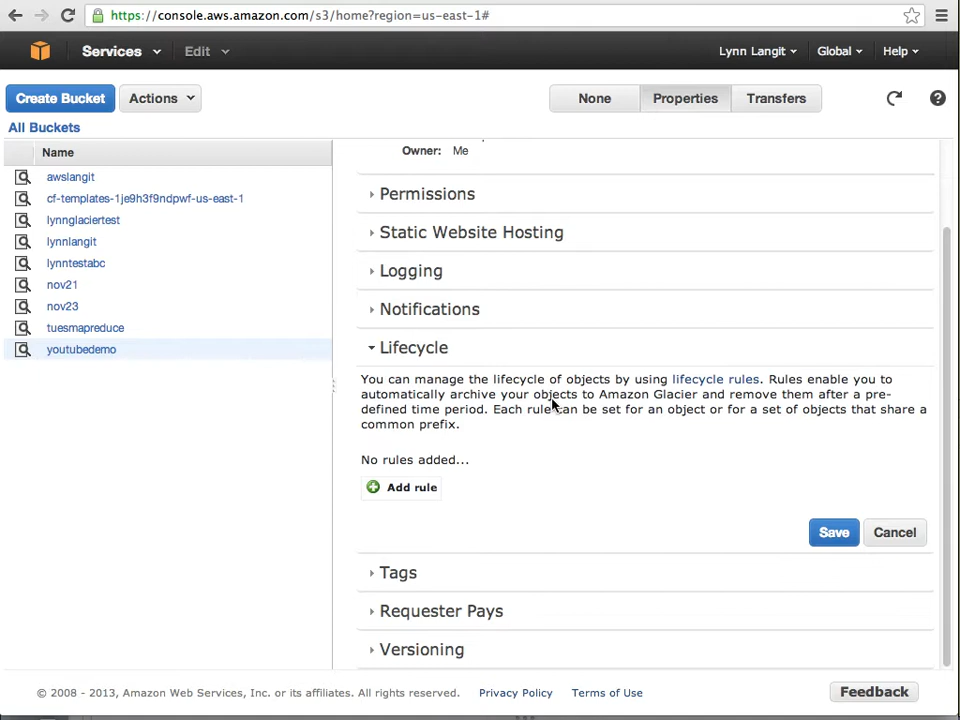 https://console.aws.amazon.com/s3/home?region=us-east-1#
Services Edit Lynn Langit Global Help
Create Bucket Actions None Properties Transfers
All Buckets
Name
awslangit
cf-templates-1je9h3f9ndpwf-us-east-1
lynnglaciertest
lynnlangit
lynntestabc
nov21
nov23
tuesmapreduce
youtubedemo
Owner: Me
Permissions
Static Website Hosting
Logging
Notifications
Lifecycle
You can manage the lifecycle of objects by using lifecycle rules. Rules enable you to
automatically archive your objects to Amazon Glacier and remove them after a pre-
defined time period. Each rule can be set for an object or for a set of objects that share a
common prefix.
No rules added...
Add rule
Save Cancel
Tags
Requester Pays
Versioning
© 2008 - 2013, Amazon Web Services, Inc. or its affiliates. All rights reserved. Privacy Policy Terms of Use Feedback